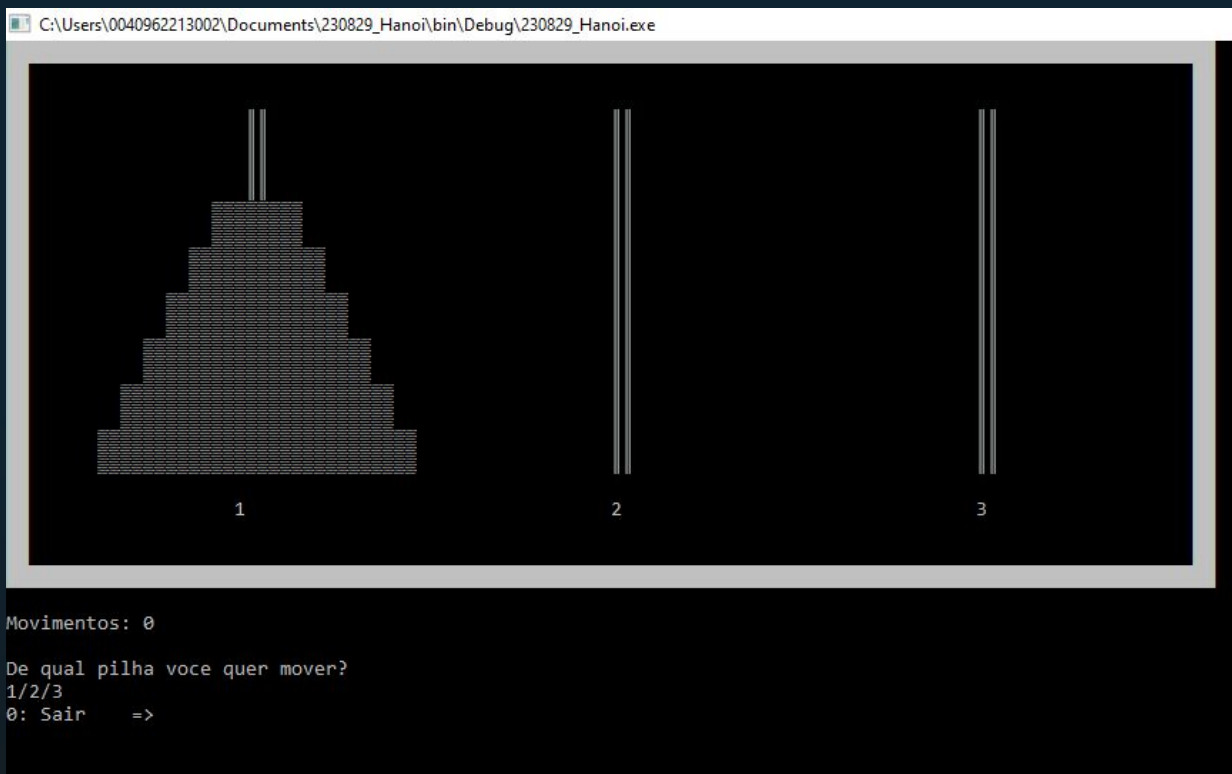 C:\Users\0040962213002\Documents\230829_Hanoi\bin\Debug\230829_Hanoi.exe
1 2 3
Movimentos: 0
De qual pilha voce quer mover?
1/2/3
0: Sair =>